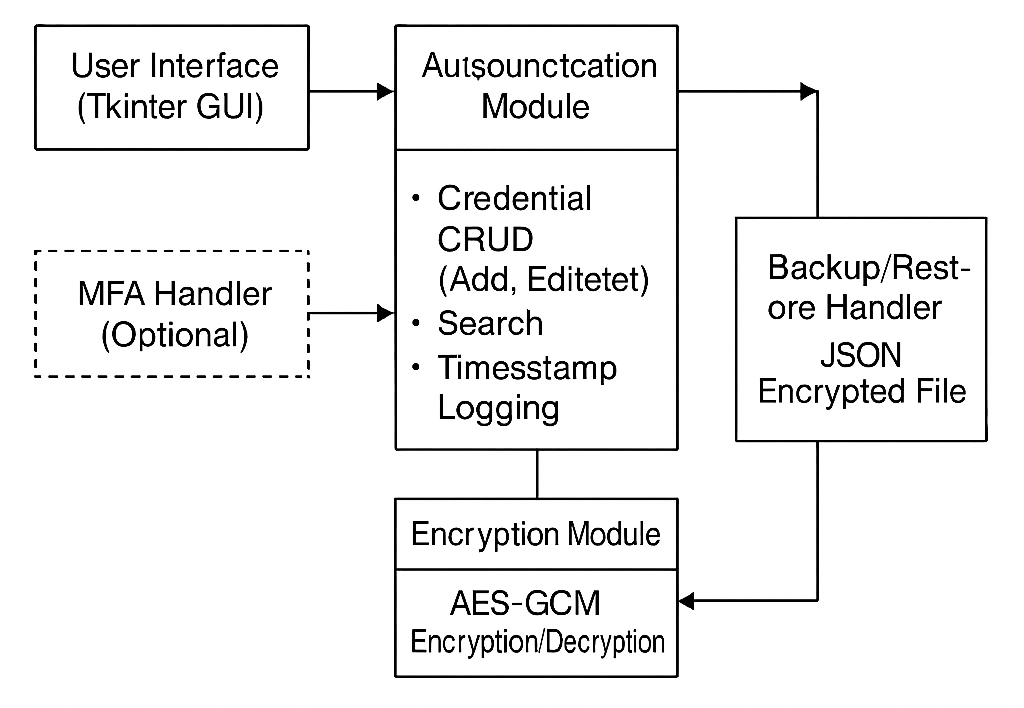 User Interface
(Tkinter GUI)
Autșounctcation
Module
• Credential
CRUD
(Add, Editetet)
• Search
• Timesstamp
Logging
MFA Handler
(Optional)
Backup/Rest-
ore Handler
JSON
Encrypted File
Encryption Module
AES-GCM
Encryption/Decryption